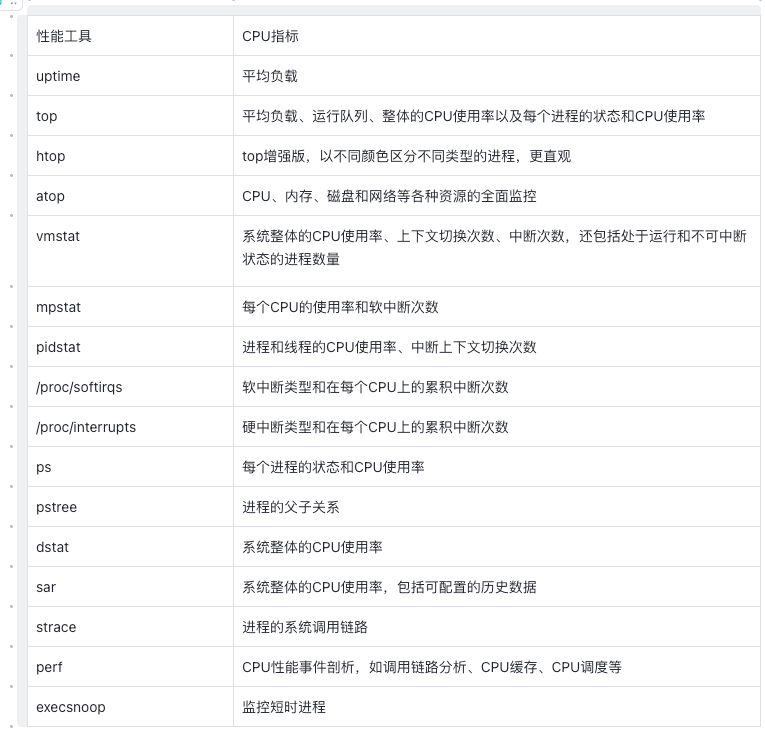 性能工具 CPU指标
uptime 平均负载
top 平均负载、运行队列、整体的CPU使用率以及每个进程的状态和CPU使用率
htop top增强版，以不同颜色区分不同类型的进程，更直观
atop CPU、内存、磁盘和网络等各种资源的全面监控
vmstat 系统整体的CPU使用率、上下文切换次数、中断次数，还包括处于运行和不可中断
状态的进程数量
mpstat 每个CPU的使用率和软中断次数
pidstat 进程和线程的CPU使用率、中断上下文切换次数
/proc/softirqs 软中断类型和在每个CPU上的累积中断次数
/proc/interrupts 硬中断类型和在每个CPU上的累积中断次数
ps 每个进程的状态和CPU使用率
pstree 进程的父子关系
dstat 系统整体的CPU使用率
sar 系统整体的CPU使用率，包括可配置的历史数据
strace 进程的系统调用链路
perf CPU性能事件剖析，如调用链路分析、CPU缓存、CPU调度等
execsnoop 监控短时进程